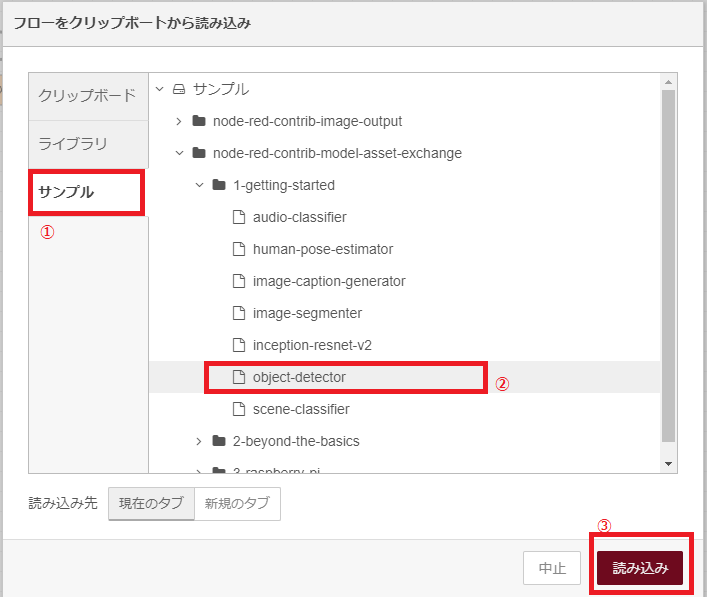 フローをクリップボードから読み込み
クリップボード
ライブラリ
サンプル
①
サンプル
node-red-contrib-image-output
node-red-contrib-model-asset-exchange
1-getting-started
audio-classifier
human-pose-estimator
image-caption-generator
image-segmenter
inception-resnet-v2
object-detector
②
scene-classifier
2-beyond-the-basics
3-raspberry-pi
読み込み先
現在のタブ
新規のタブ
③
中止
読み込み